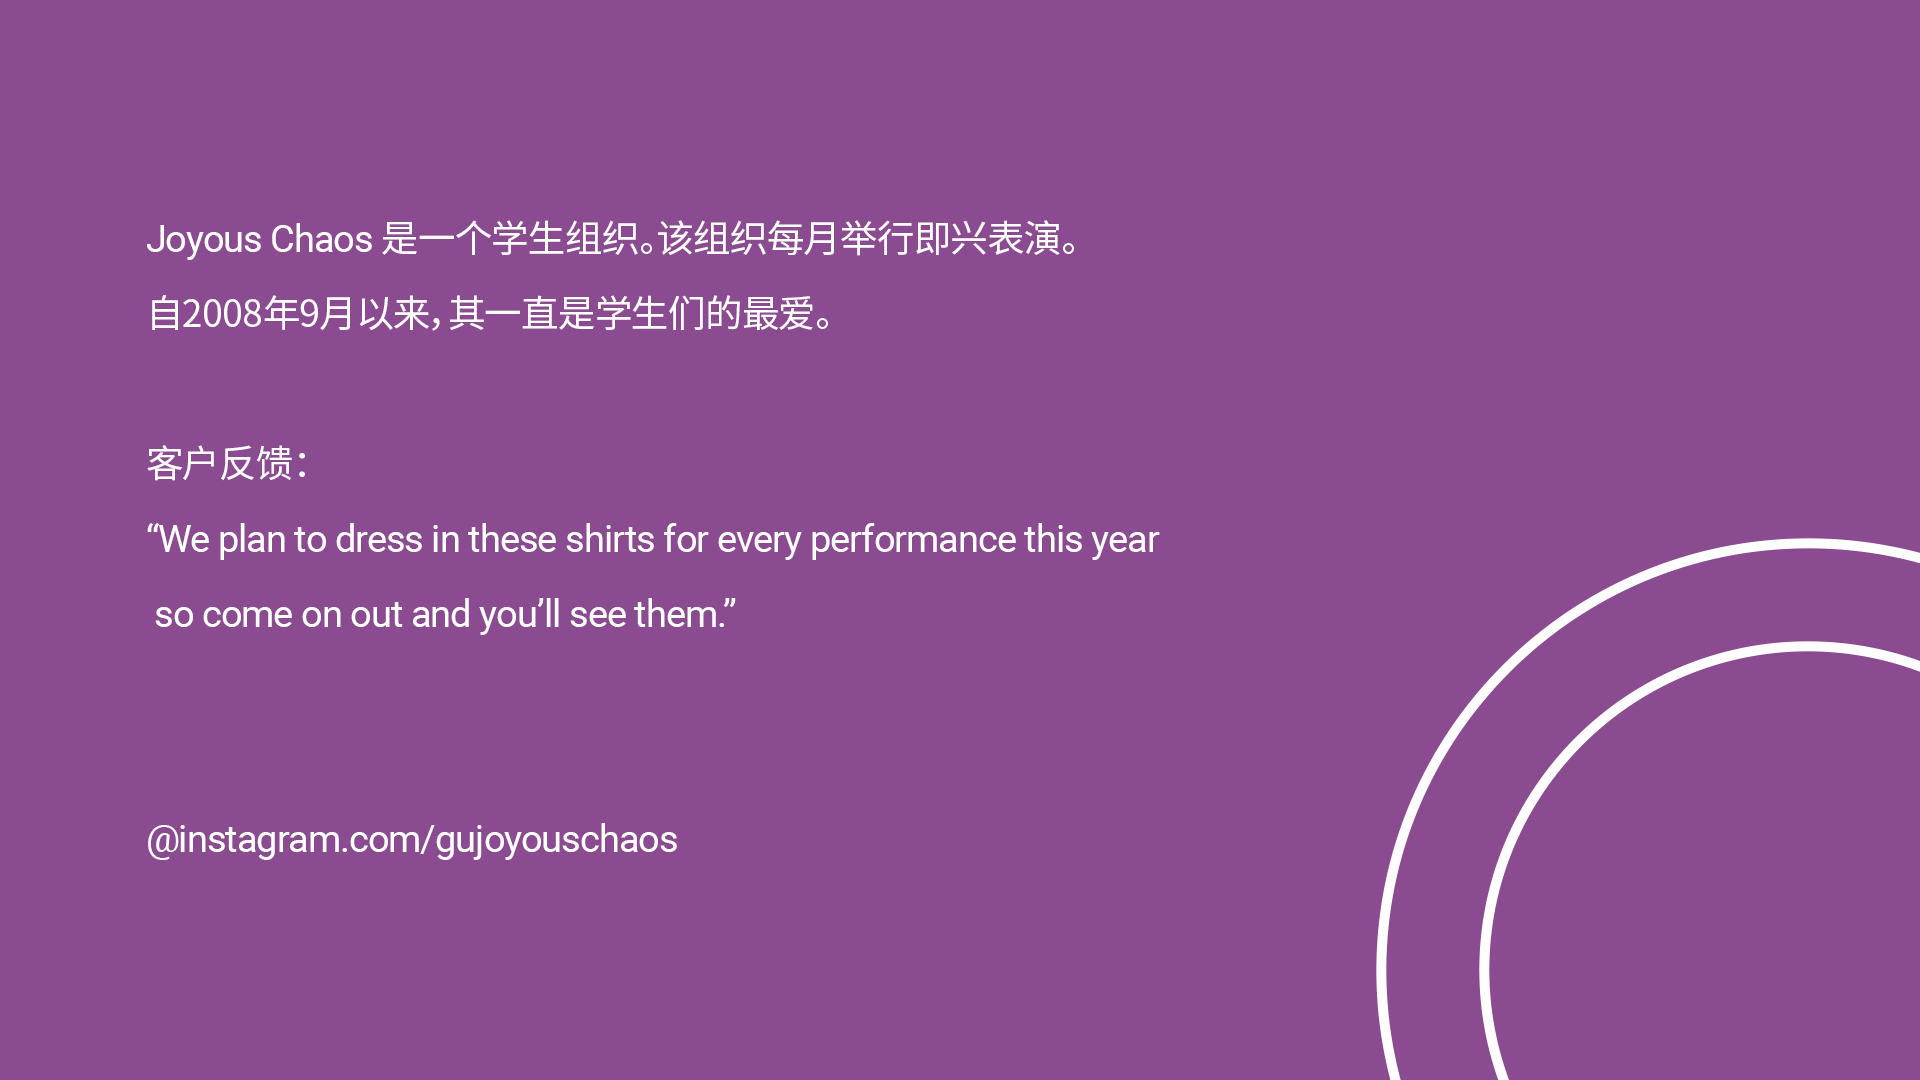 Joyous Chaos 是一个学生组织。该组织每月举行即兴表演。
自2008年9月以来，其一直是学生们的最爱。
客户反馈：
“We plan to dress in these shirts for every performance this year
so come on out and you’ll see them.”
@instagram.com/gujoyouschaos